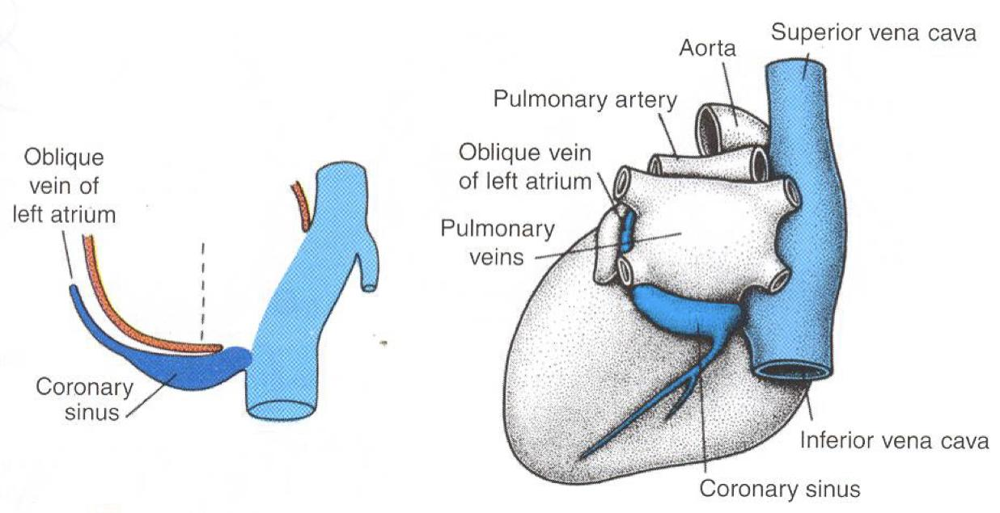 Oblique
vein of
left atrium
Coronary
sinus
Superior vena cava
Aorta
Pulmonary artery
Oblique vein
of left atrium
Pulmonary
veins
Inferior vena cava
Coronary sinus